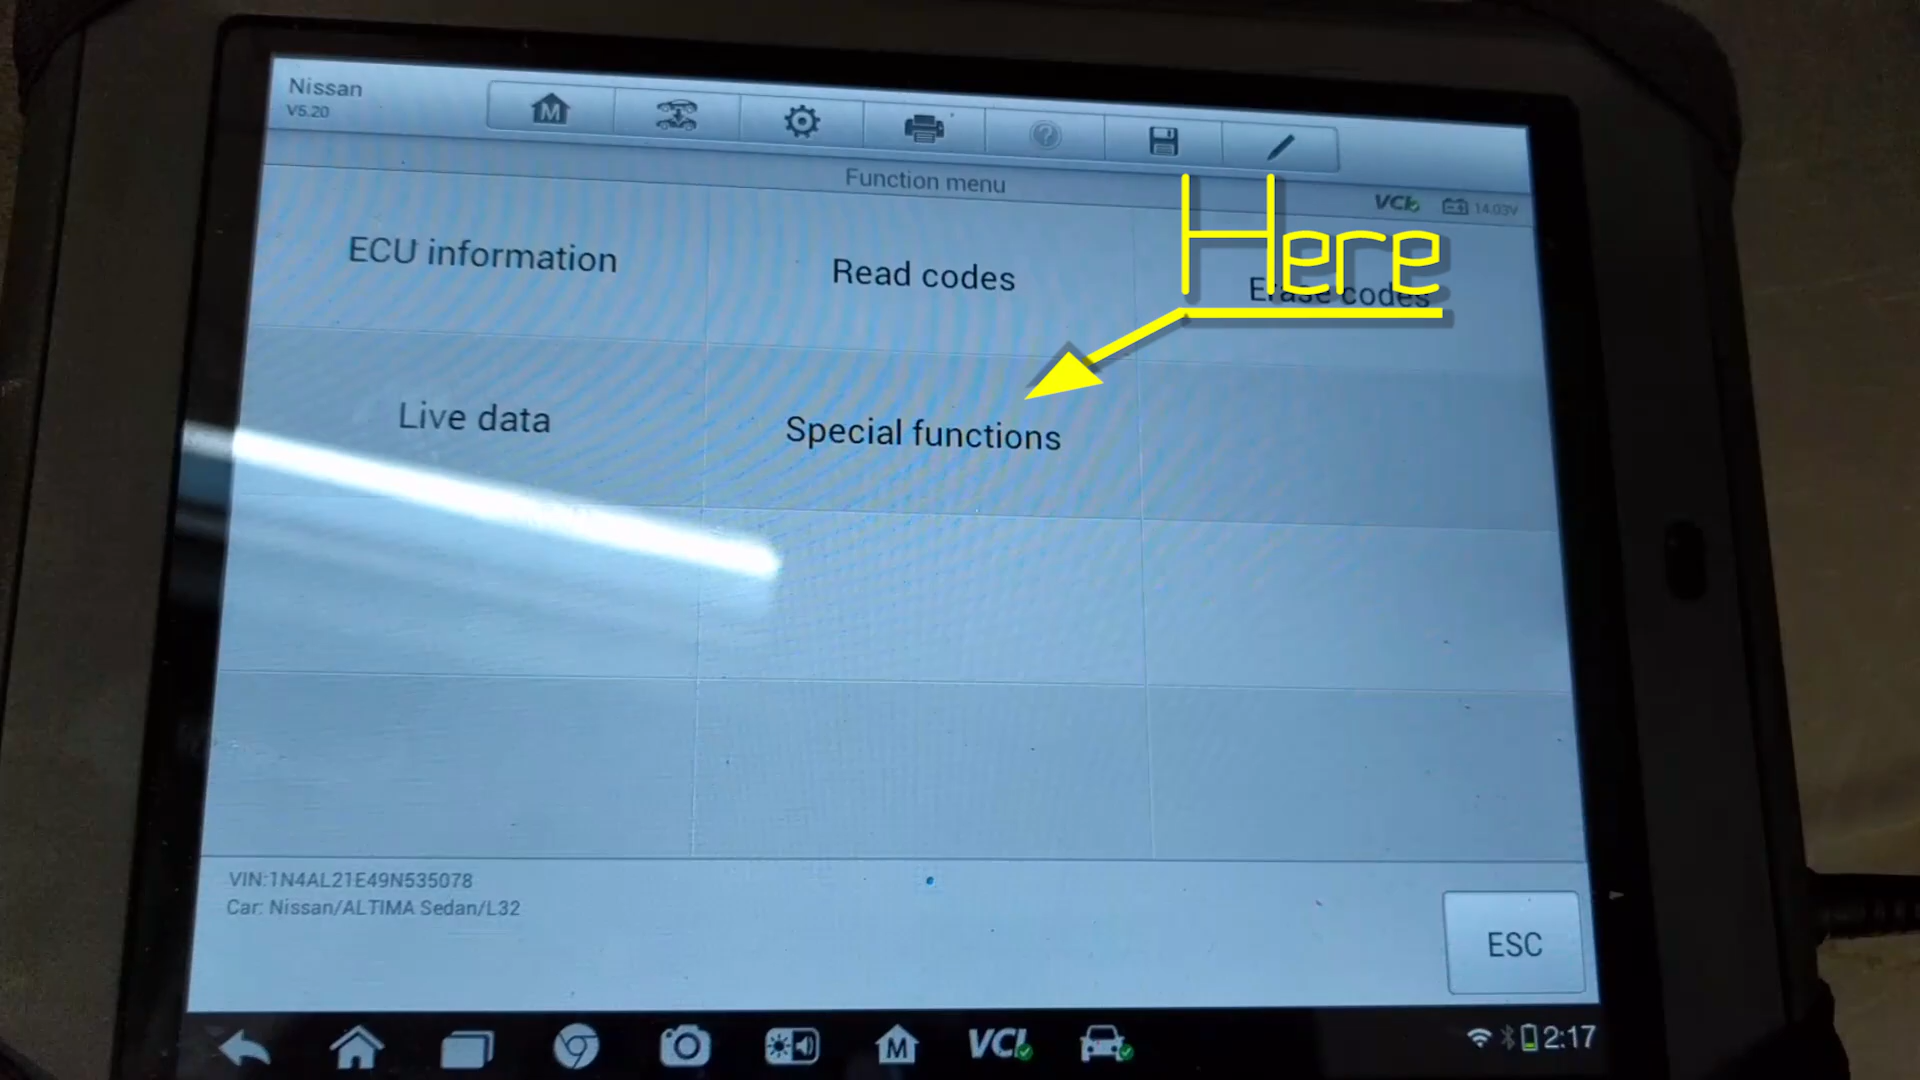 Nissan
V5.20
M
?
Function menu
VCI
14.03V
Here
ECU information
Read codes
Erase codes
Live data
Special functions
VIN:1N4AL21E49N535078
Car: Nissan/ALTIMA Sedan/L32
ESC
M
VCI
2:17